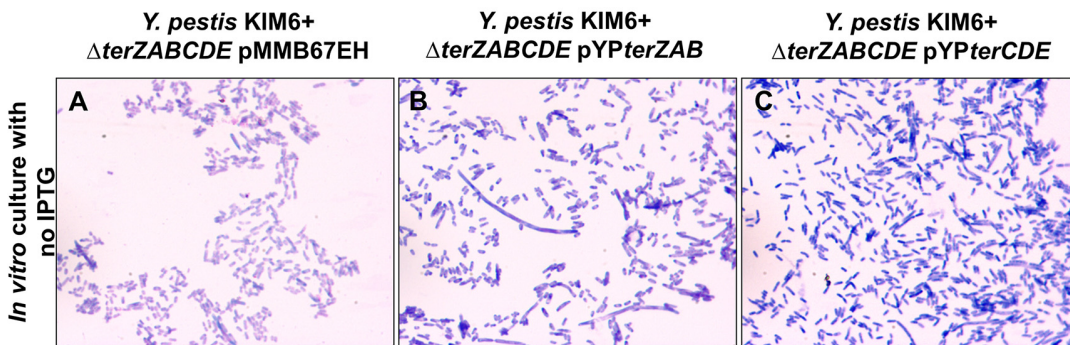 Y. pestis KIM6+
ΔterZABCDE pMMB67EH
Y. pestis KIM6+
ΔterZABCDE pYPterZAB
Y. pestis KIM6+
ΔterZABCDE pYPterCDE
In vitro culture with
no IPTG
A
B
C